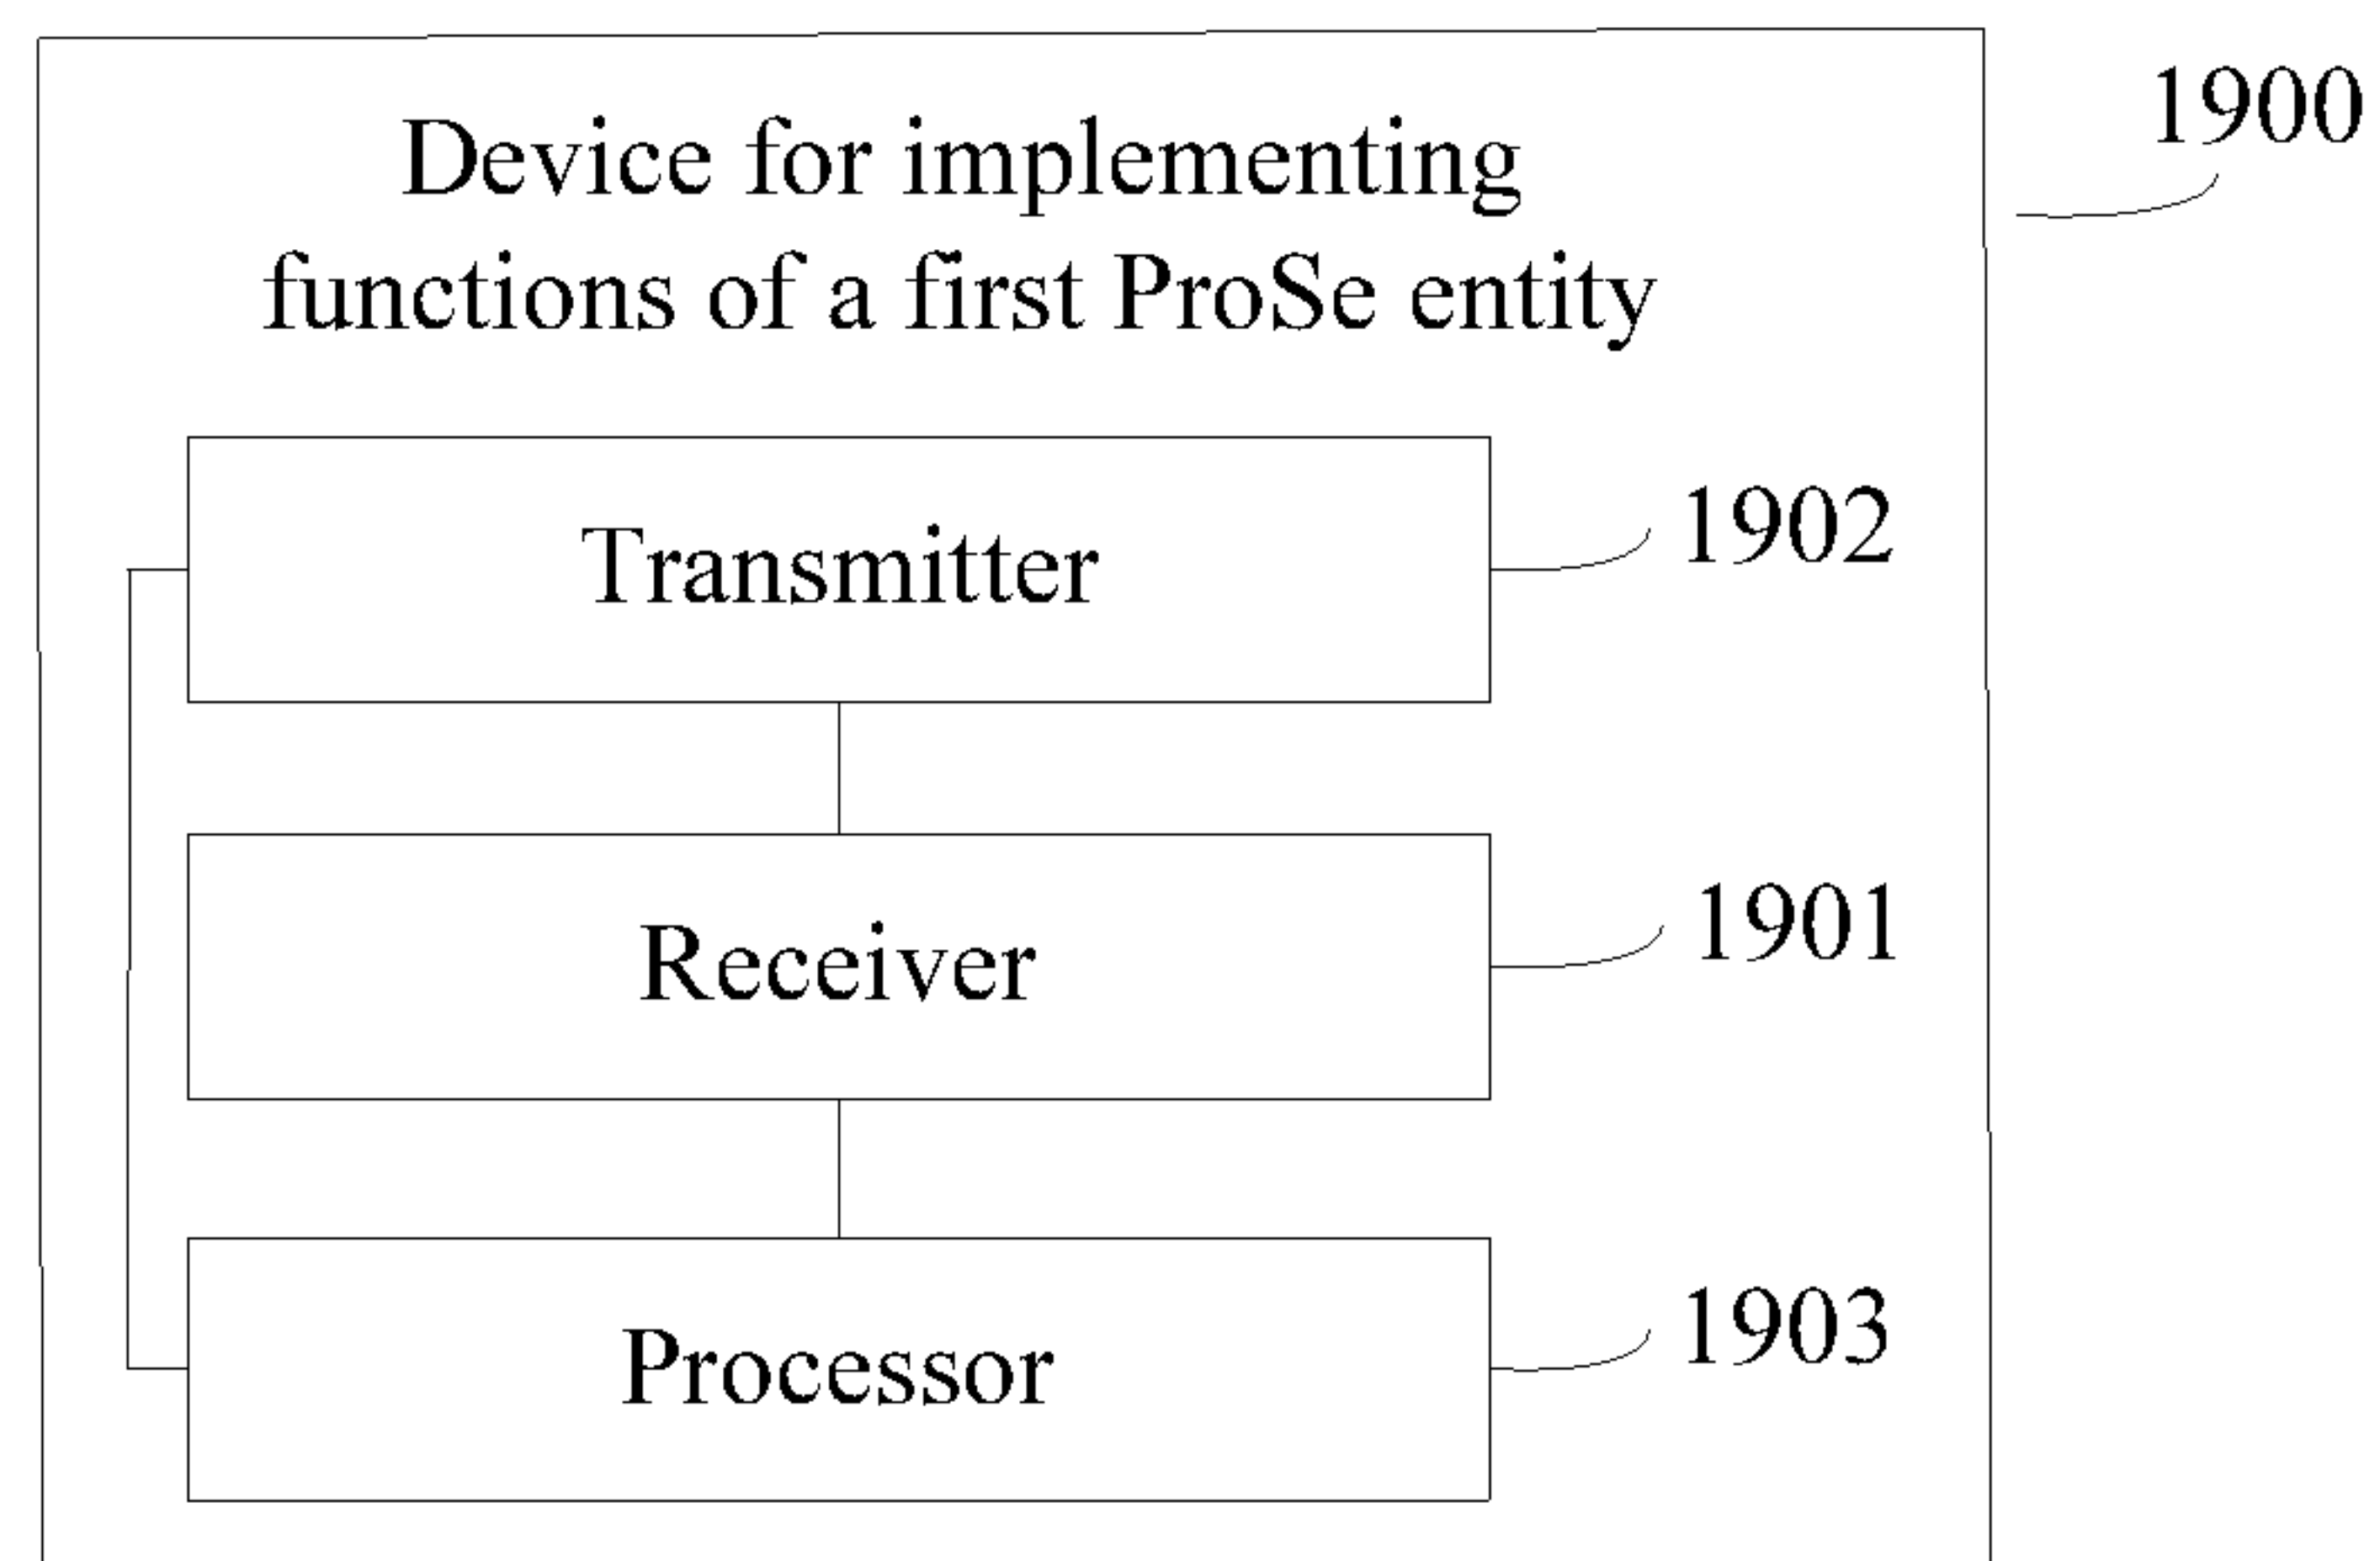 1900
Device for implementing
functions of a first ProSe entity
Transmitter
1902
Receiver
1901
Processor
1903